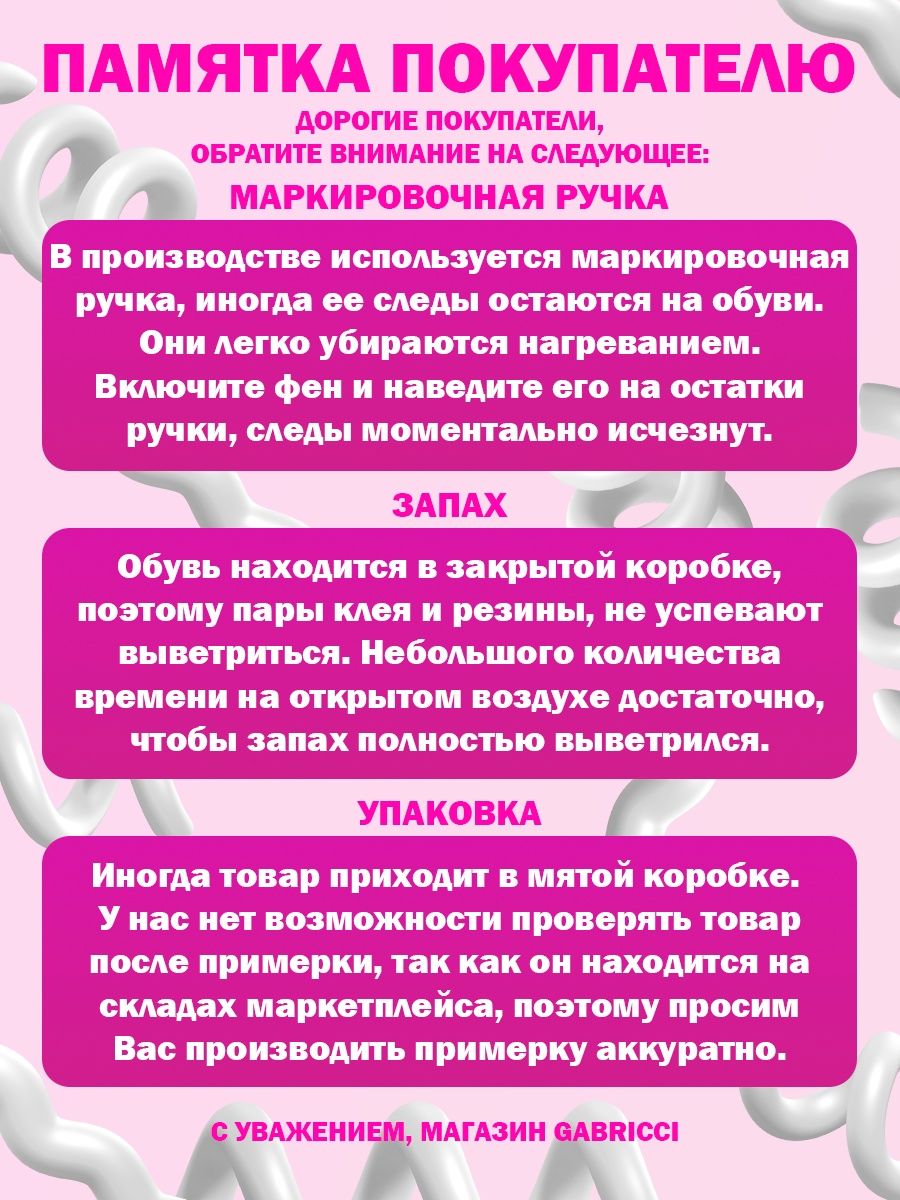 ПАМЯТКА ПОКУПАТЕЛЮ
ДОРОГИЕ ПОКУПАТЕЛИ,
ОБРАТИТЕ ВНИМАНИЕ НА СЛЕДУЮЩЕЕ:
МАРКИРОВОЧНАЯ РУЧКА
В производстве используется маркировочная
ручка, иногда ее следы остаются на обуви.
Они легко убираются нагреванием.
Включите фен и наведите его на остатки
ручки, следы моментально исчезнут.
ЗАПАХ
Обувь находится в закрытой коробке,
поэтому пары клея и резины, не успевают
выветриться. Небольшого количества
времени на открытом воздухе достаточно,
чтобы запах полностью выветрился.
УПАКОВКА
Иногда товар приходит в мятой коробке.
У нас нет возможности проверять товар
после примерки, так как он находится на
складах маркетплейса, поэтому просим
Вас производить примерку аккуратно.
С УВАЖЕНИЕМ, МАГАЗИН GABRICCI